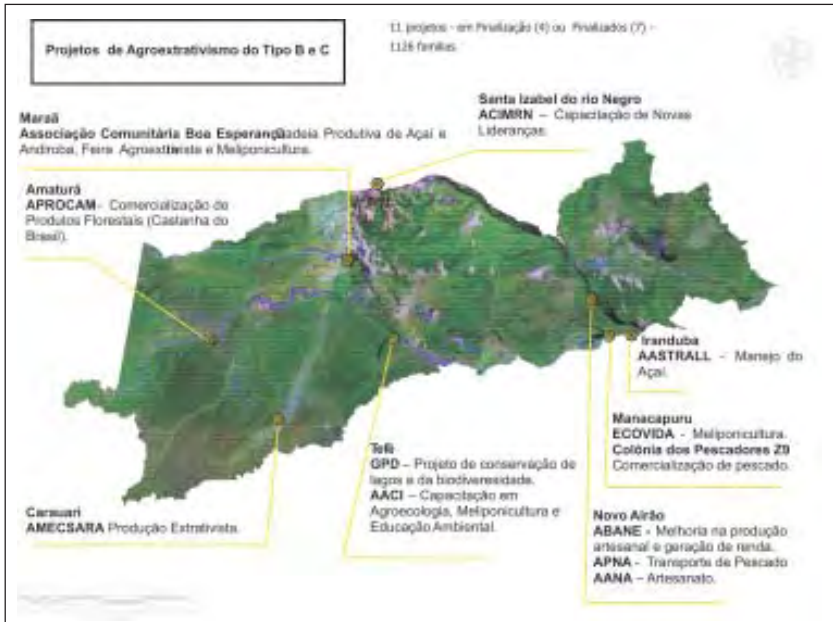 Projetos de Agroextrativismo do Tipo B e C
11 projetos - em Finalização (4) ou Finalizados (7) -
1126 famílias.
Santa Izabel do rio Negro
ACIMRN – Capacitação de Novas
Lideranças.
Maraã
Associação Comunitária Boa Esperança Cadeia Produtiva de Açaí e
Andiroba, Feira Agroextrativista e Meliponicultura.
Amaturá
APROCAM - Comercialização de
Produtos Florestais (Castanha do
Brasil).
Iranduba
AASTRALL - Manejo do
Açaí.
Manacapuru
ECOVIDA - Meliponicultura.
Colônia dos Pescadores Z9
Comercialização de pescado.
Tefé
GPD – Projeto de conservação de
lagos e da biodiveresidade.
AACI – Capacitação em
Agroecologia, Meliponicultura e
Educação Ambiental.
Carauari
AMECSARA Produção Extrativista.
Novo Airão
ABANE - Melhoria na produção
artesanal e geração de renda.
APNA - Transporte de Pescado
AANA – Artesanato.